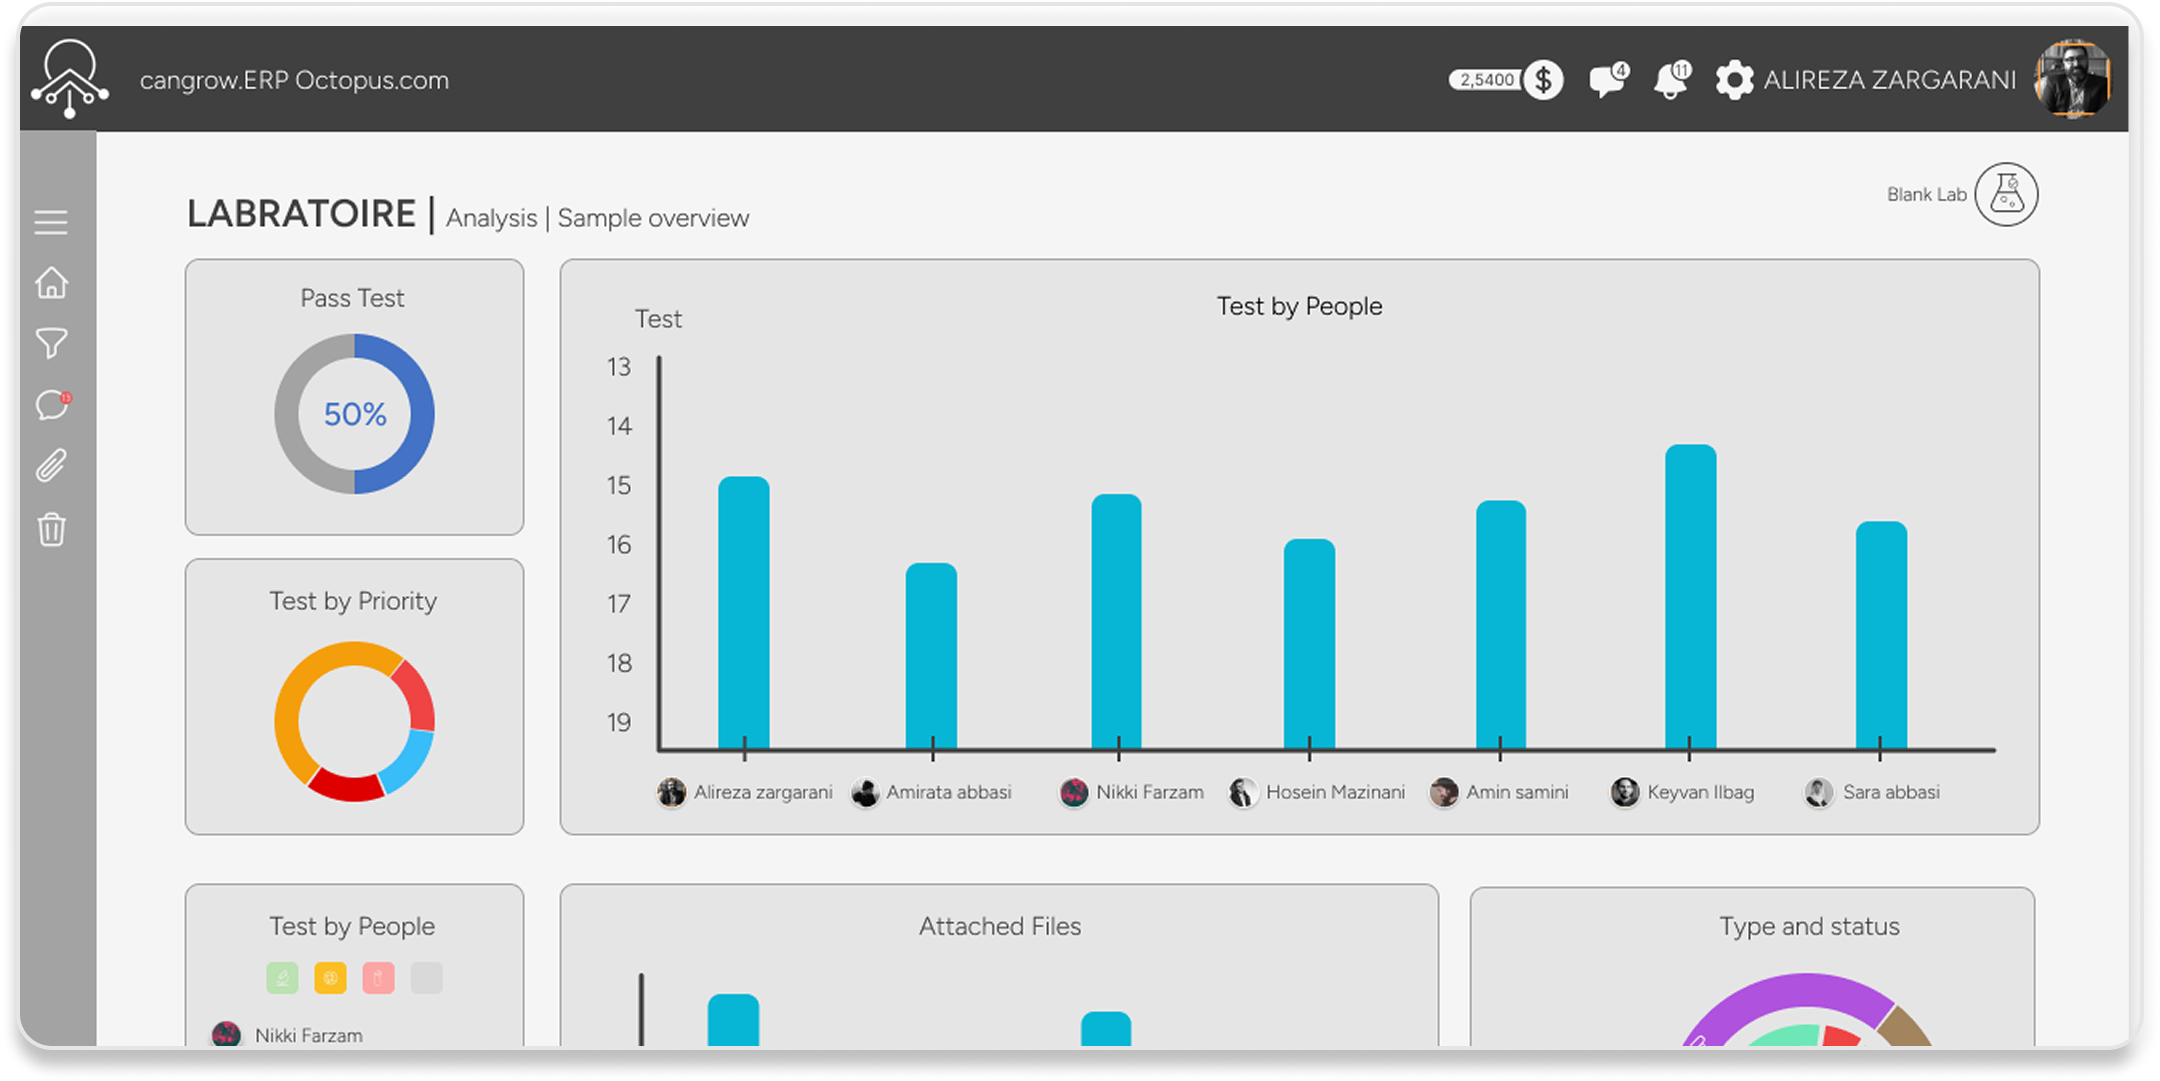 cangrow.ERP Octopus.com
2,5400
$
4
11
ALIREZA ZARGARANI
LABRATOIRE | Analysis | Sample overview
Blank Lab
13
Pass Test
50%
Test by People
Test
13
14
15
16
17
18
19
Alireza zargarani
Amirata abbasi
Nikki Farzam
Hosein Mazinani
Amin samini
Keyvan Ilbag
Sara abbasi
Test by Priority
Test by People
Nikki Farzam
Attached Files
Type and status